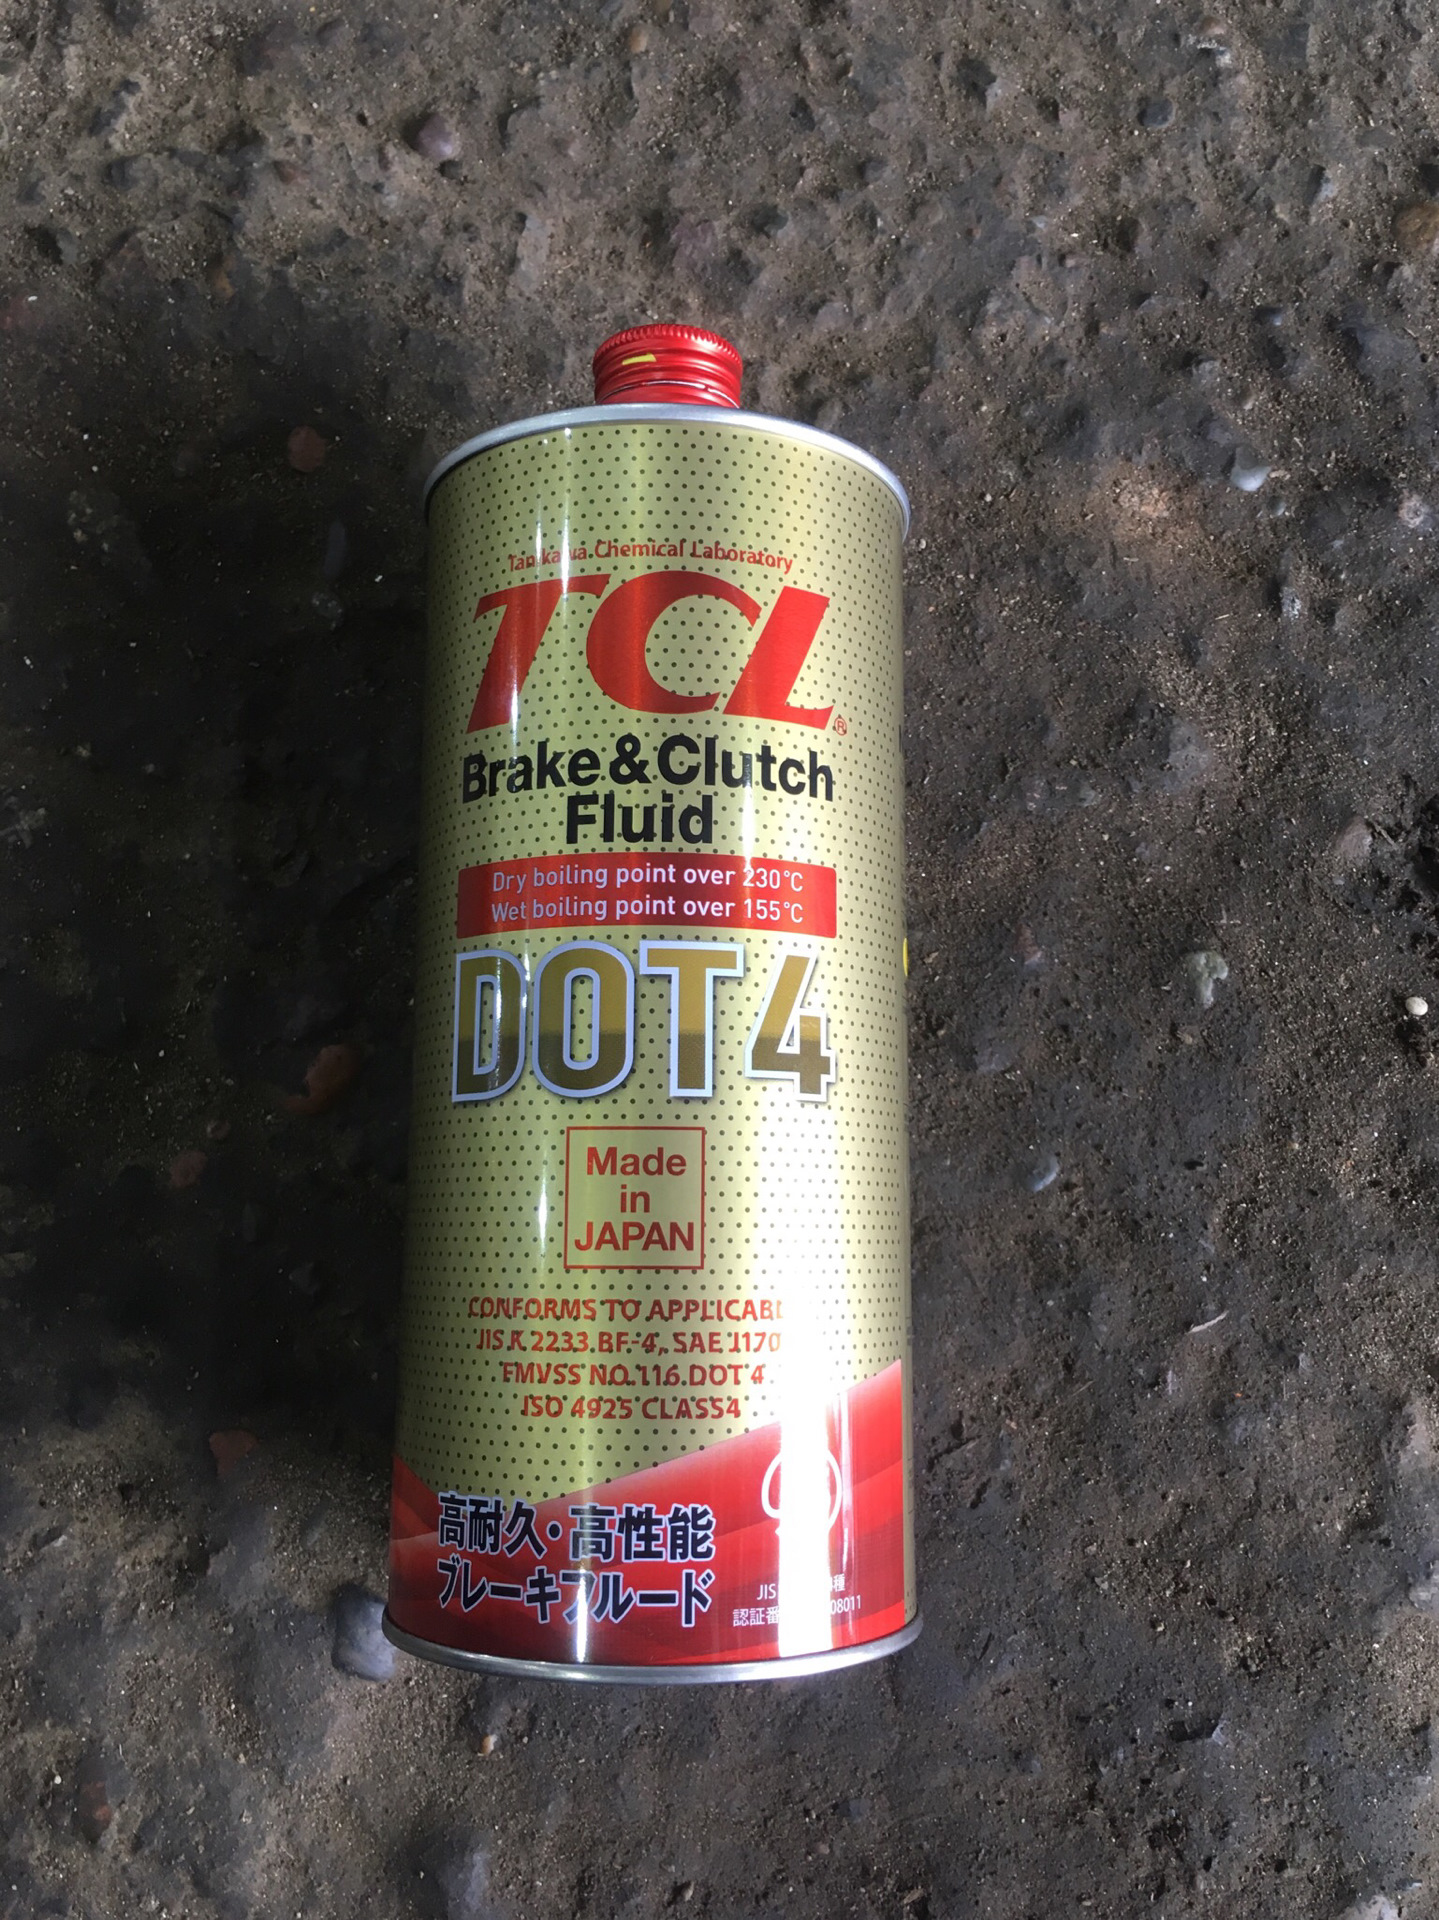 Tanikawa Chemical Laboratory
TCL®
Brake&Clutch
Fluid
Dry boiling point over 230℃
Wet boiling point over 155℃
DOT4
Made
in
JAPAN
CONFORMS TO
JIS K 2233 BF-4, SAE
FMVSS NO.116 DOT 4
ISO 4925 CLASS4
高耐久・高性能
ブレーキフルード
JIS